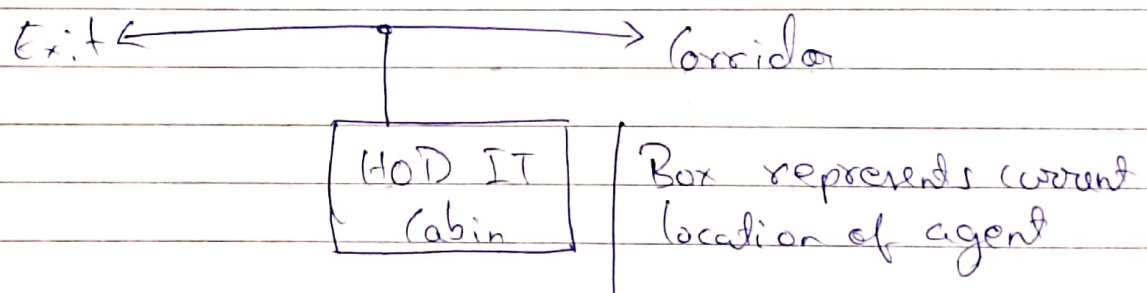 Exit
Corridor
HOD IT
Cabin
Box represents current
location of agent